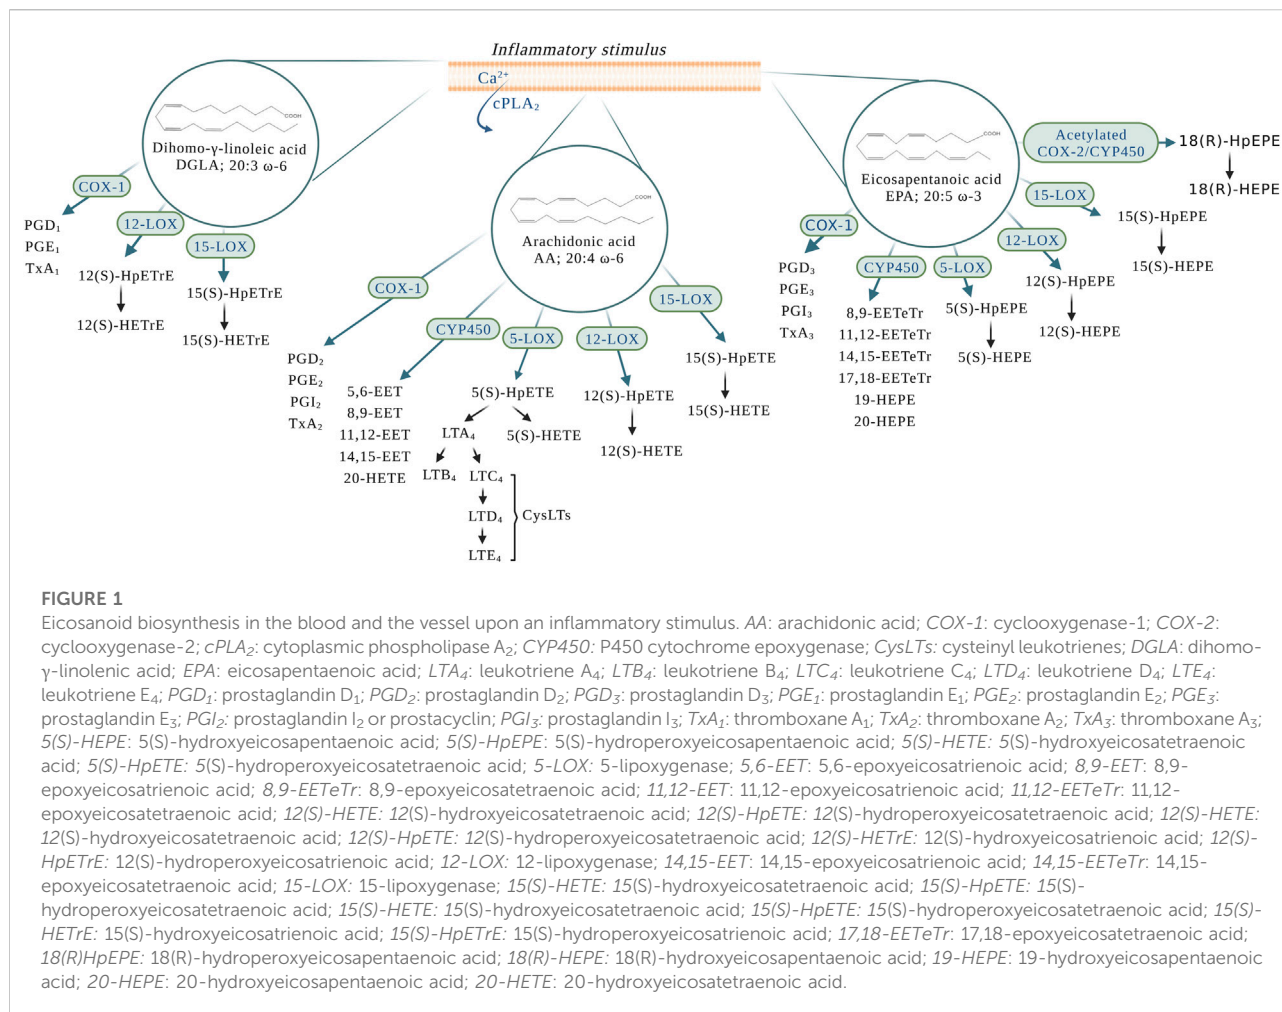 Inflammatory stimulus
Ca²⁺
cPLA₂
Dihomo-γ-linoleic acid
DGLA; 20:3 ω-6
COOH
COX-1
PGD₁
PGE₁
TxA₁
12-LOX
12(S)-HpETrE
12(S)-HETrE
15-LOX
15(S)-HpETrE
15(S)-HETrE
COOH
Arachidonic acid
AA; 20:4 ω-6
COX-1
PGD₂
PGE₂
PGI₂
TxA₂
CYP450
5,6-EET
8,9-EET
11,12-EET
14,15-EET
20-HETE
5-LOX
5(S)-HpETE
LTA₄
5(S)-HETE
LTB₄
LTC₄
LTD₄
LTE₄
CysLTs
12-LOX
12(S)-HpETE
12(S)-HETE
15-LOX
15(S)-HpETE
15(S)-HETE
COOH
Eicosapentanoic acid
EPA; 20:5 ω-3
COX-1
PGD₃
PGE₃
PGI₃
TxA₃
CYP450
8,9-EETeTr
11,12-EETeTr
14,15-EETeTr
17,18-EETeTr
19-HEPE
20-HEPE
5-LOX
5(S)-HpEPE
5(S)-HEPE
12-LOX
12(S)-HpEPE
12(S)-HEPE
15-LOX
15(S)-HpEPE
15(S)-HEPE
Acetylated
COX-2/CYP450
18(R)-HpEPE
18(R)-HEPE
FIGURE 1
Eicosanoid biosynthesis in the blood and the vessel upon an inflammatory stimulus. AA: arachidonic acid; COX-1: cyclooxygenase-1; COX-2:
cyclooxygenase-2; cPLA₂: cytoplasmic phospholipase A₂; CYP450: P450 cytochrome epoxygenase; CysLTs: cysteinyl leukotrienes; DGLA: dihomo-
γ-linolenic acid; EPA: eicosapentaenoic acid; LTA₄: leukotriene A₄; LTB₄: leukotriene B₄; LTC₄: leukotriene C₄; LTD₄: leukotriene D₄; LTE₄:
leukotriene E₄; PGD₁: prostaglandin D₁; PGD₂: prostaglandin D₂; PGD₃: prostaglandin D₃; PGE₁: prostaglandin E₁; PGE₂: prostaglandin E₂; PGE₃:
prostaglandin E₃; PGI₂: prostaglandin I₂ or prostacyclin; PGI₃: prostaglandin I₃; TxA₁: thromboxane A₁; TxA₂: thromboxane A₂; TxA₃: thromboxane A₃;
5(S)-HEPE: 5(S)-hydroxyeicosapentaenoic acid; 5(S)-HpEPE: 5(S)-hydroperoxyeicosapentaenoic acid; 5(S)-HETE: 5(S)-hydroxyeicosatetraenoic
acid; 5(S)-HpETE: 5(S)-hydroperoxyeicosatetraenoic acid; 5-LOX: 5-lipoxygenase; 5,6-EET: 5,6-epoxyeicosatrienoic acid; 8,9-EET: 8,9-
epoxyeicosatrienoic acid; 8,9-EETeTr: 8,9-epoxyeicosatetraenoic acid; 11,12-EET: 11,12-epoxyeicosatrienoic acid; 11,12-EETeTr: 11,12-
epoxyeicosatetraenoic acid; 12(S)-HETE: 12(S)-hydroxyeicosatetraenoic acid; 12(S)-HpETE: 12(S)-hydroperoxyeicosatetraenoic acid; 12(S)-HETE:
12(S)-hydroxyeicosatetraenoic acid; 12(S)-HpETE: 12(S)-hydroperoxyeicosatetraenoic acid; 12(S)-HETrE: 12(S)-hydroxyeicosatrienoic acid; 12(S)-
HpETrE: 12(S)-hydroperoxyeicosatrienoic acid; 12-LOX: 12-lipoxygenase; 14,15-EET: 14,15-epoxyeicosatrienoic acid; 14,15-EETeTr: 14,15-
epoxyeicosatetraenoic acid; 15-LOX: 15-lipoxygenase; 15(S)-HETE: 15(S)-hydroxyeicosatetraenoic acid; 15(S)-HpETE: 15(S)-
hydroperoxyeicosatetraenoic acid; 15(S)-HETE: 15(S)-hydroxyeicosatetraenoic acid; 15(S)-HpETE: 15(S)-hydroperoxyeicosatetraenoic acid; 15(S)-
HETrE: 15(S)-hydroxyeicosatrienoic acid; 15(S)-HpETrE: 15(S)-hydroperoxyeicosatrienoic acid; 17,18-EETeTr: 17,18-epoxyeicosatetraenoic acid;
18(R)HpEPE: 18(R)-hydroperoxyeicosapentaenoic acid; 18(R)-HEPE: 18(R)-hydroxyeicosapentaenoic acid; 19-HEPE: 19-hydroxyeicosapentaenoic
acid; 20-HEPE: 20-hydroxyeicosapentaenoic acid; 20-HETE: 20-hydroxyeicosatetraenoic acid.